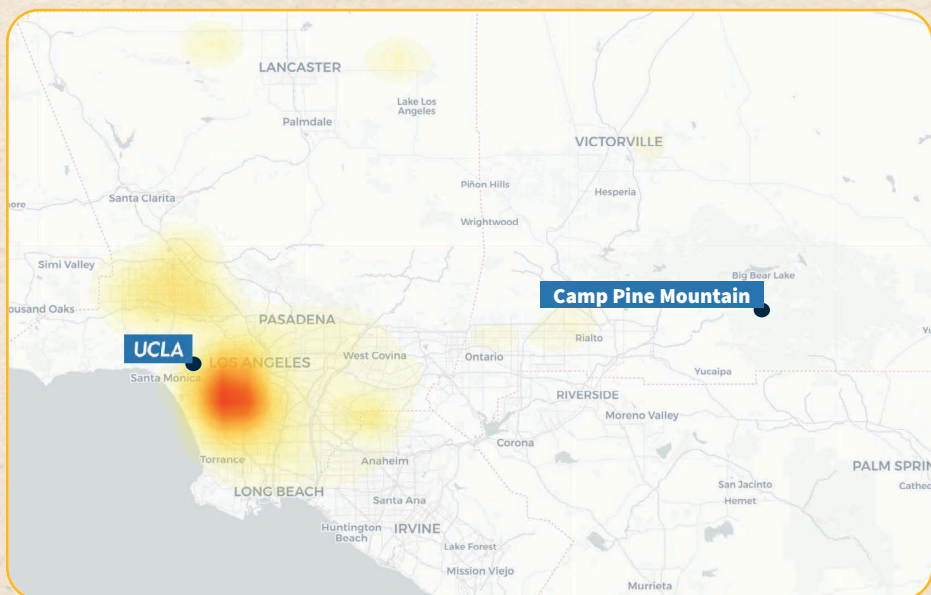 LANCASTER
Lake Los
Angeles
Palmdale
VICTORVILLE
Piñon Hills
Hesperia
Santa Clarita
ore
Wrightwood
Simi Valley
Big Bear Lake
Camp Pine Mountain
ousand Oaks
PASADENA
Rialto
UCLA
LOS ANGELES
West Covina
Ontario
Santa Monica
Yucaipa
RIVERSIDE
Moreno Valley
Corona
Torrance
Anaheim
PALM SPRIN
San Jacinto
Cathed
LONG BEACH
Hemet
Santa Ana
Huntington
Beach
IRVINE
Lake Forest
Mission Viejo
Murrieta